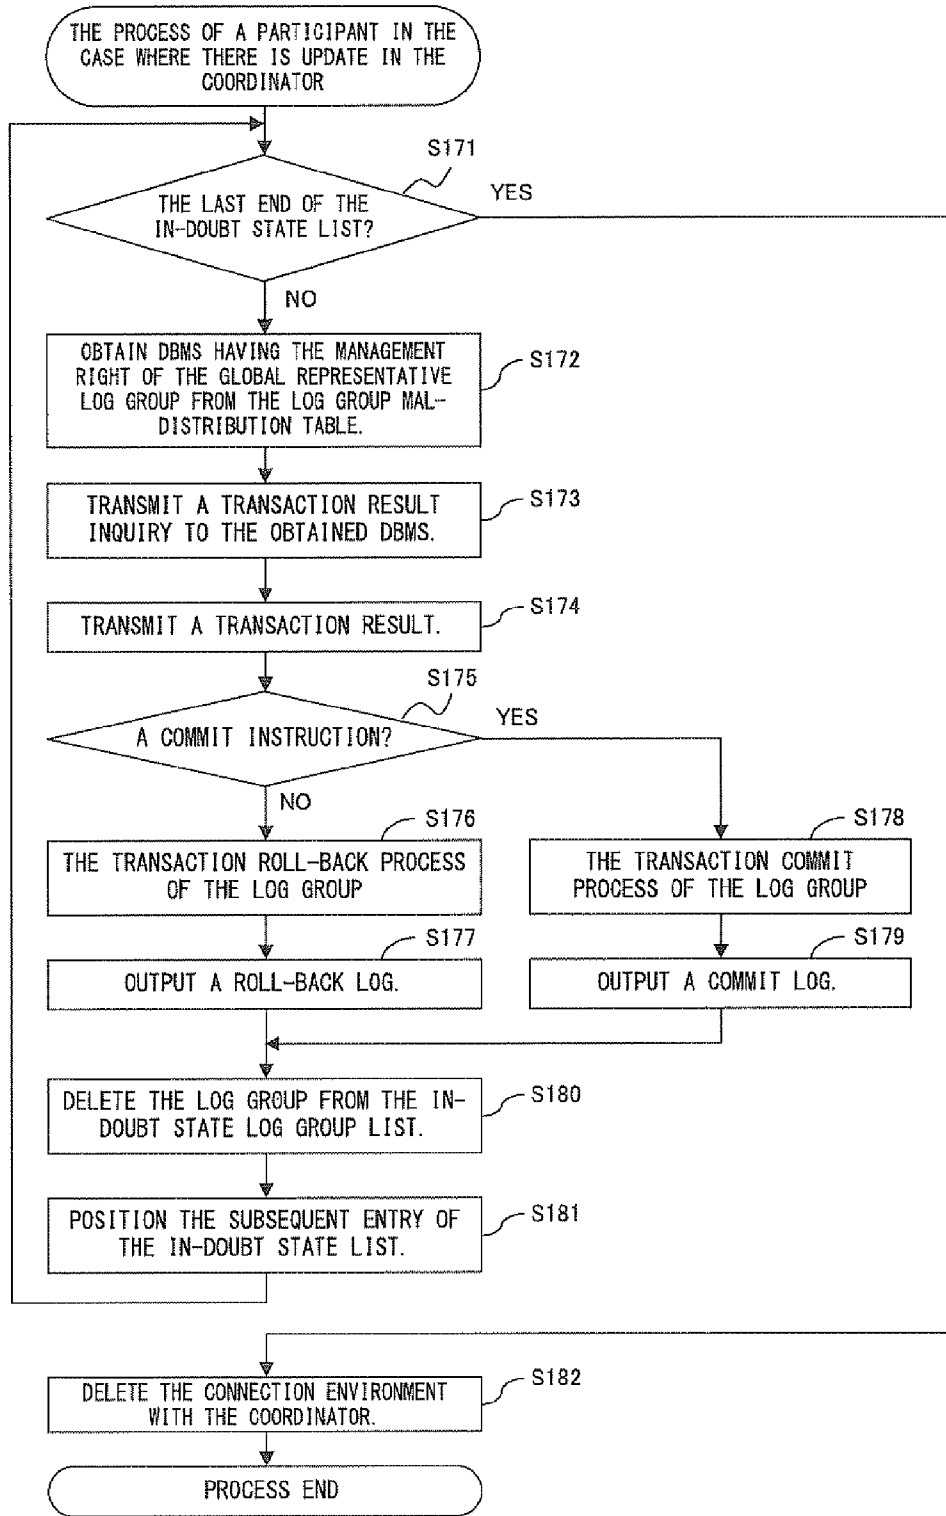 THE PROCESS OF A PARTICIPANT IN THE
CASE WHERE THERE IS UPDATE IN THE
COORDINATOR
S171
YES
THE LAST END OF THE
IN-DOUBT STATE LIST?
NO
OBTAIN DBMS HAVING THE MANAGEMENT
RIGHT OF THE GLOBAL REPRESENTATIVE
LOG GROUP FROM THE LOG GROUP MAL-
DISTRIBUTION TABLE.
S172
TRANSMIT A TRANSACTION RESULT
INQUIRY TO THE OBTAINED DBMS.
S173
TRANSMIT A TRANSACTION RESULT.
S174
S175
YES
A COMMIT INSTRUCTION?
NO
S176
S178
THE TRANSACTION ROLL-BACK PROCESS
OF THE LOG GROUP
THE TRANSACTION COMMIT
PROCESS OF THE LOG GROUP
S177
S179
OUTPUT A ROLL-BACK LOG.
OUTPUT A COMMIT LOG.
DELETE THE LOG GROUP FROM THE IN-
DOUBT STATE LOG GROUP LIST.
S180
POSITION THE SUBSEQUENT ENTRY OF
THE IN-DOUBT STATE LIST.
S181
DELETE THE CONNECTION ENVIRONMENT
WITH THE COORDINATOR.
S182
PROCESS END